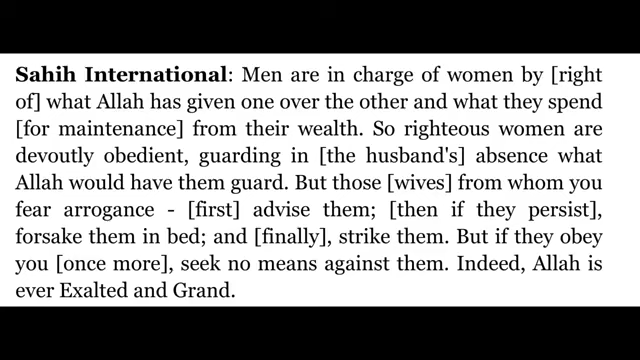 Sahih International: Men are in charge of women by [right
of] what Allah has given one over the other and what they spend
[for maintenance] from their wealth. So righteous women are
devoutly obedient, guarding in [the husband's] absence what
Allah would have them guard. But those [wives] from whom you
fear arrogance - [first] advise them; [then if they persist],
forsake them in bed; and [finally], strike them. But if they obey
you [once more], seek no means against them. Indeed, Allah is
ever Exalted and Grand.